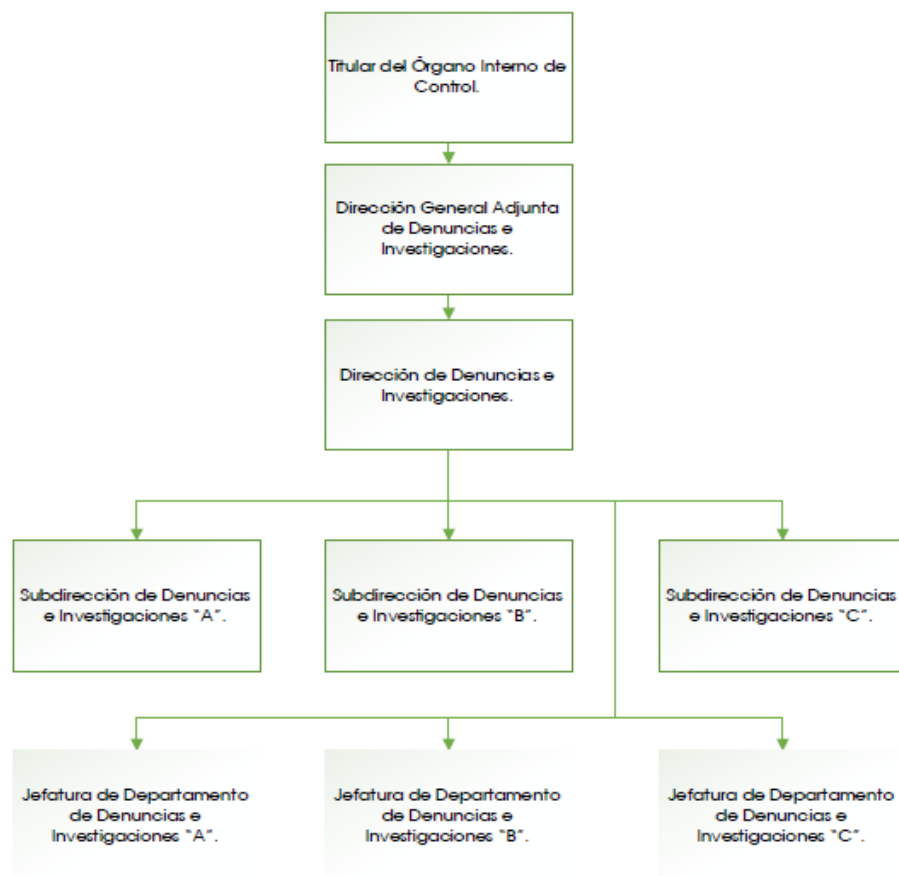 Titular del Órgano Interno de
Control.
Dirección General Adjunta
de Denuncias e
Investigaciones.
Dirección de Denuncias e
Investigaciones.
Subdirección de Denuncias
e Investigaciones "A".
Subdirección de Denuncias
e Investigaciones "B".
Subdirección de Denuncias
e Investigaciones "C".
Jefatura de Departamento
de Denuncias e
Investigaciones "A".
Jefatura de Departamento
de Denuncias e
Investigaciones "B".
Jefatura de Departamento
de Denuncias e
Investigaciones "C".